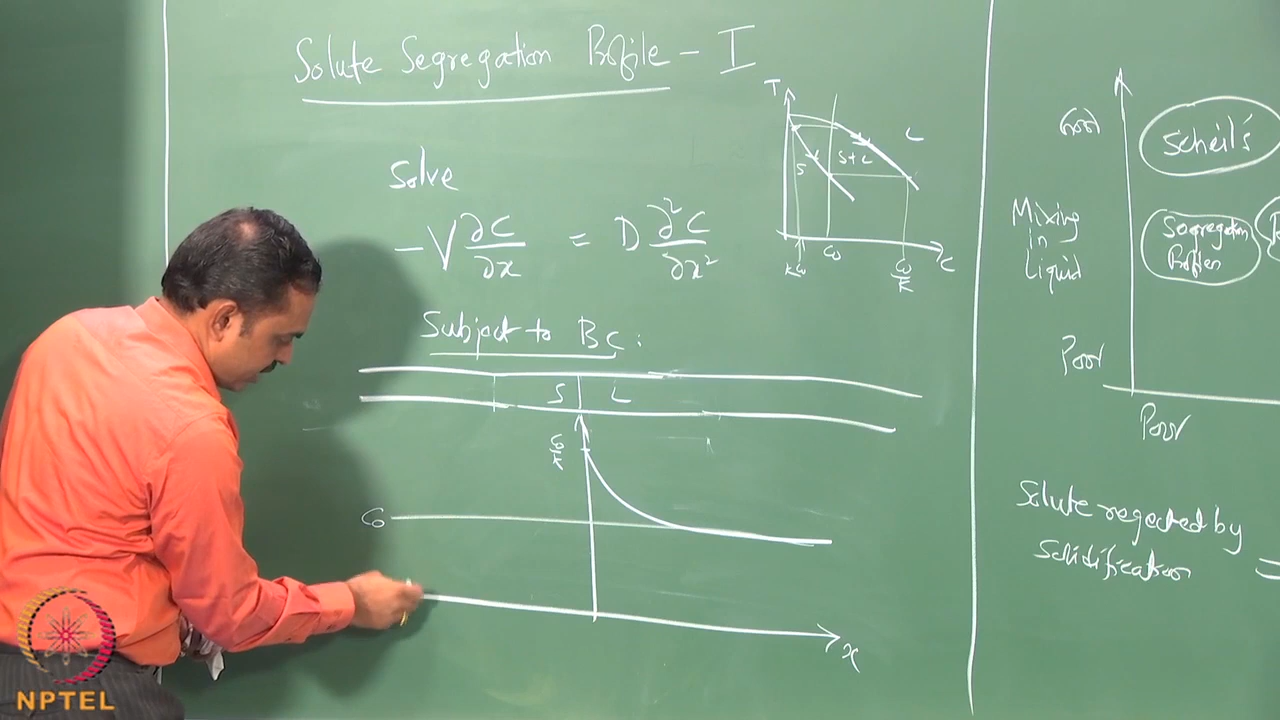 Solute Segregation Profile - I
T
L
S+L
S
KC₀
C₀
C₀/K
C
Solve
-V ∂C/∂x = D ∂²C/∂x²
Subject to BC:
S L
C₀/K
C₀
x
Good
Scheil's
Mixing
in
Liquid
Segregation
Profiles
Poor
Poor
Solute rejected by
solidification =
NPTEL